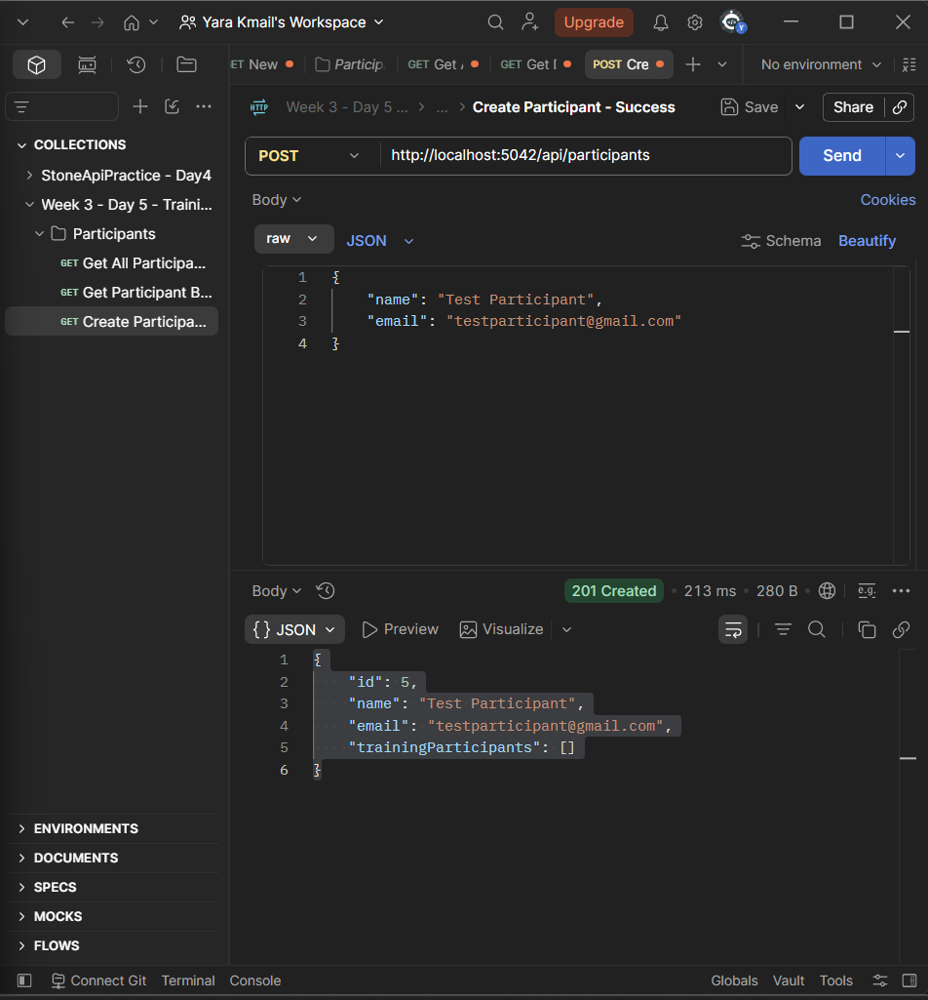 Yara Kmail's Workspace
Upgrade
Y
ET New
Particip
GET Get
GET Get
POST Cre
No environment
HTTP
Week 3 - Day 5 ... > ... > Create Participant - Success
Save
Share
COLLECTIONS
StoneApiPractice - Day4
Week 3 - Day 5 - Traini...
Participants
GET Get All Participa...
GET Get Participant B...
GET Create Participa...
POST
http://localhost:5042/api/participants
Send
Body
Cookies
raw
JSON
Schema
Beautify
1 {
2 "name": "Test Participant",
3 "email": "testparticipant@gmail.com"
4 }
Body
201 Created • 213 ms • 280 B
e.g.
{} JSON
Preview
Visualize
1 {
2 "id": 5,
3 "name": "Test Participant",
4 "email": "testparticipant@gmail.com",
5 "trainingParticipants": []
6 }
ENVIRONMENTS
DOCUMENTS
SPECS
MOCKS
FLOWS
Connect Git
Terminal
Console
Globals
Vault
Tools